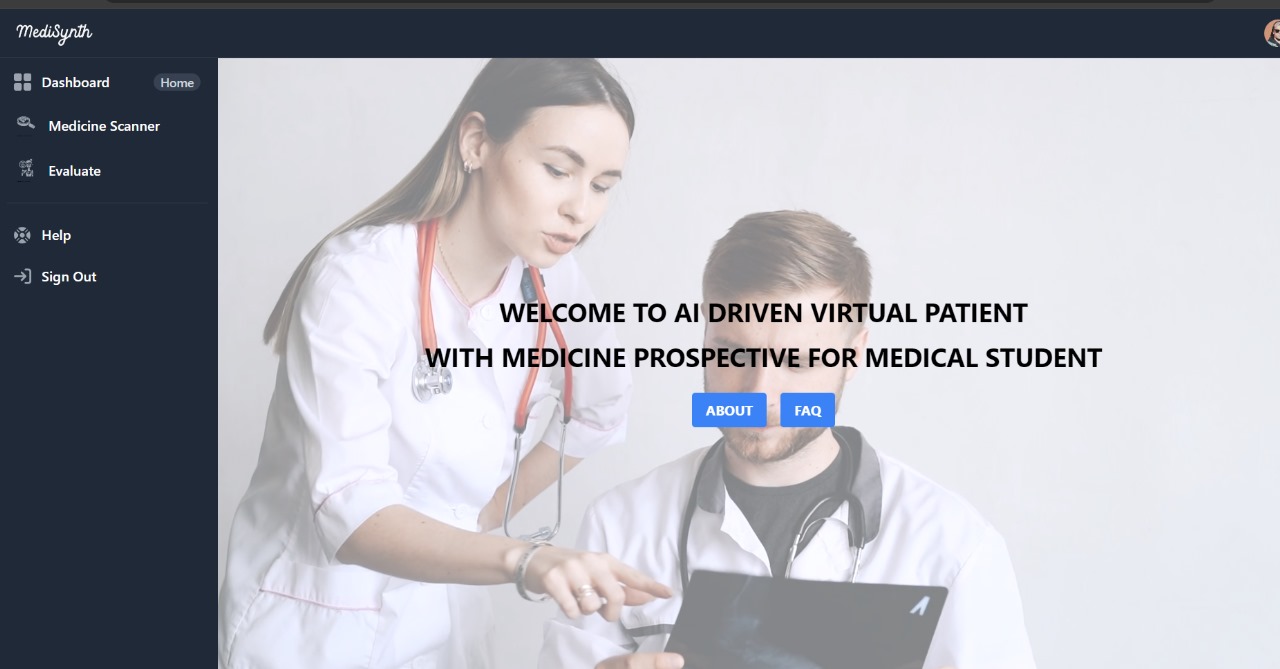 MediSynth
Dashboard
Home
Medicine Scanner
Evaluate
Help
Sign Out
WELCOME TO AI DRIVEN VIRTUAL PATIENT
WITH MEDICINE PROSPECTIVE FOR MEDICAL STUDENT
ABOUT
FAQ